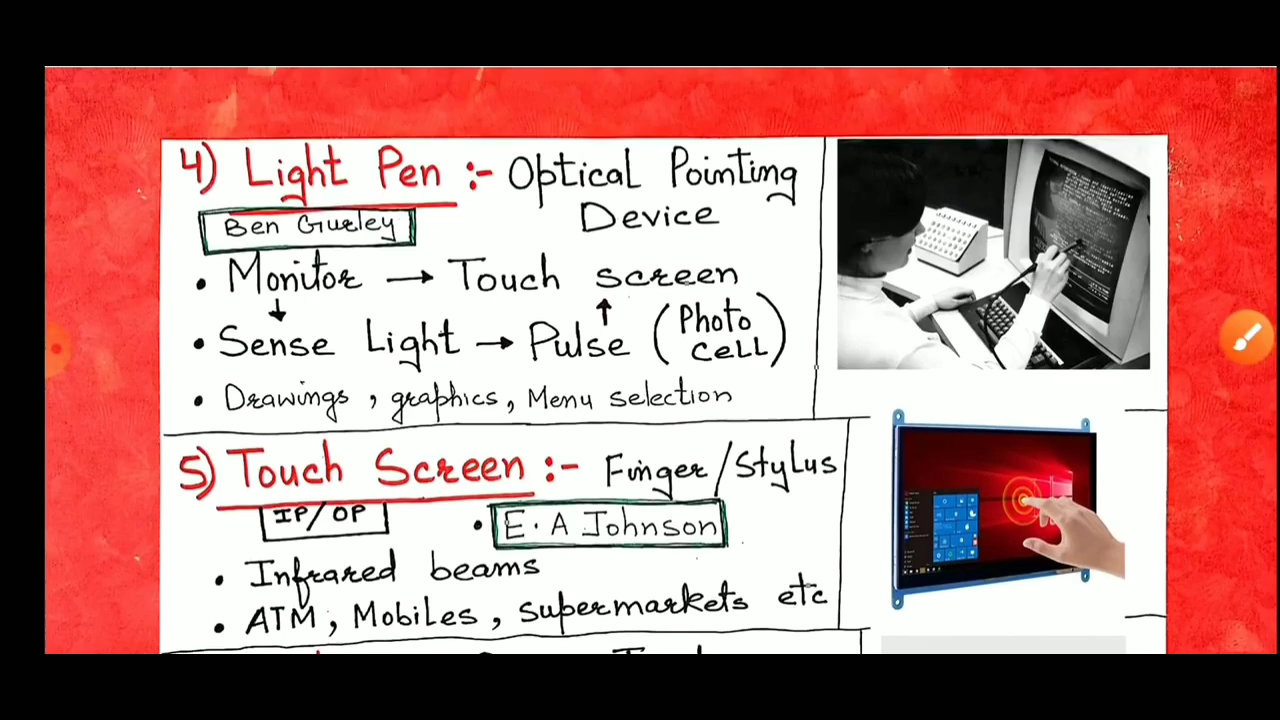 4) Light Pen :- Optical Pointing
Device
Ben Gurley
• Monitor → Touch screen
• Sense Light → Pulse (Photo
cell)
• Drawings, graphics, Menu selection
5) Touch Screen :- Finger/Stylus
IP/OP
• E. A Johnson
• Infrared beams
• ATM, Mobiles, supermarkets etc